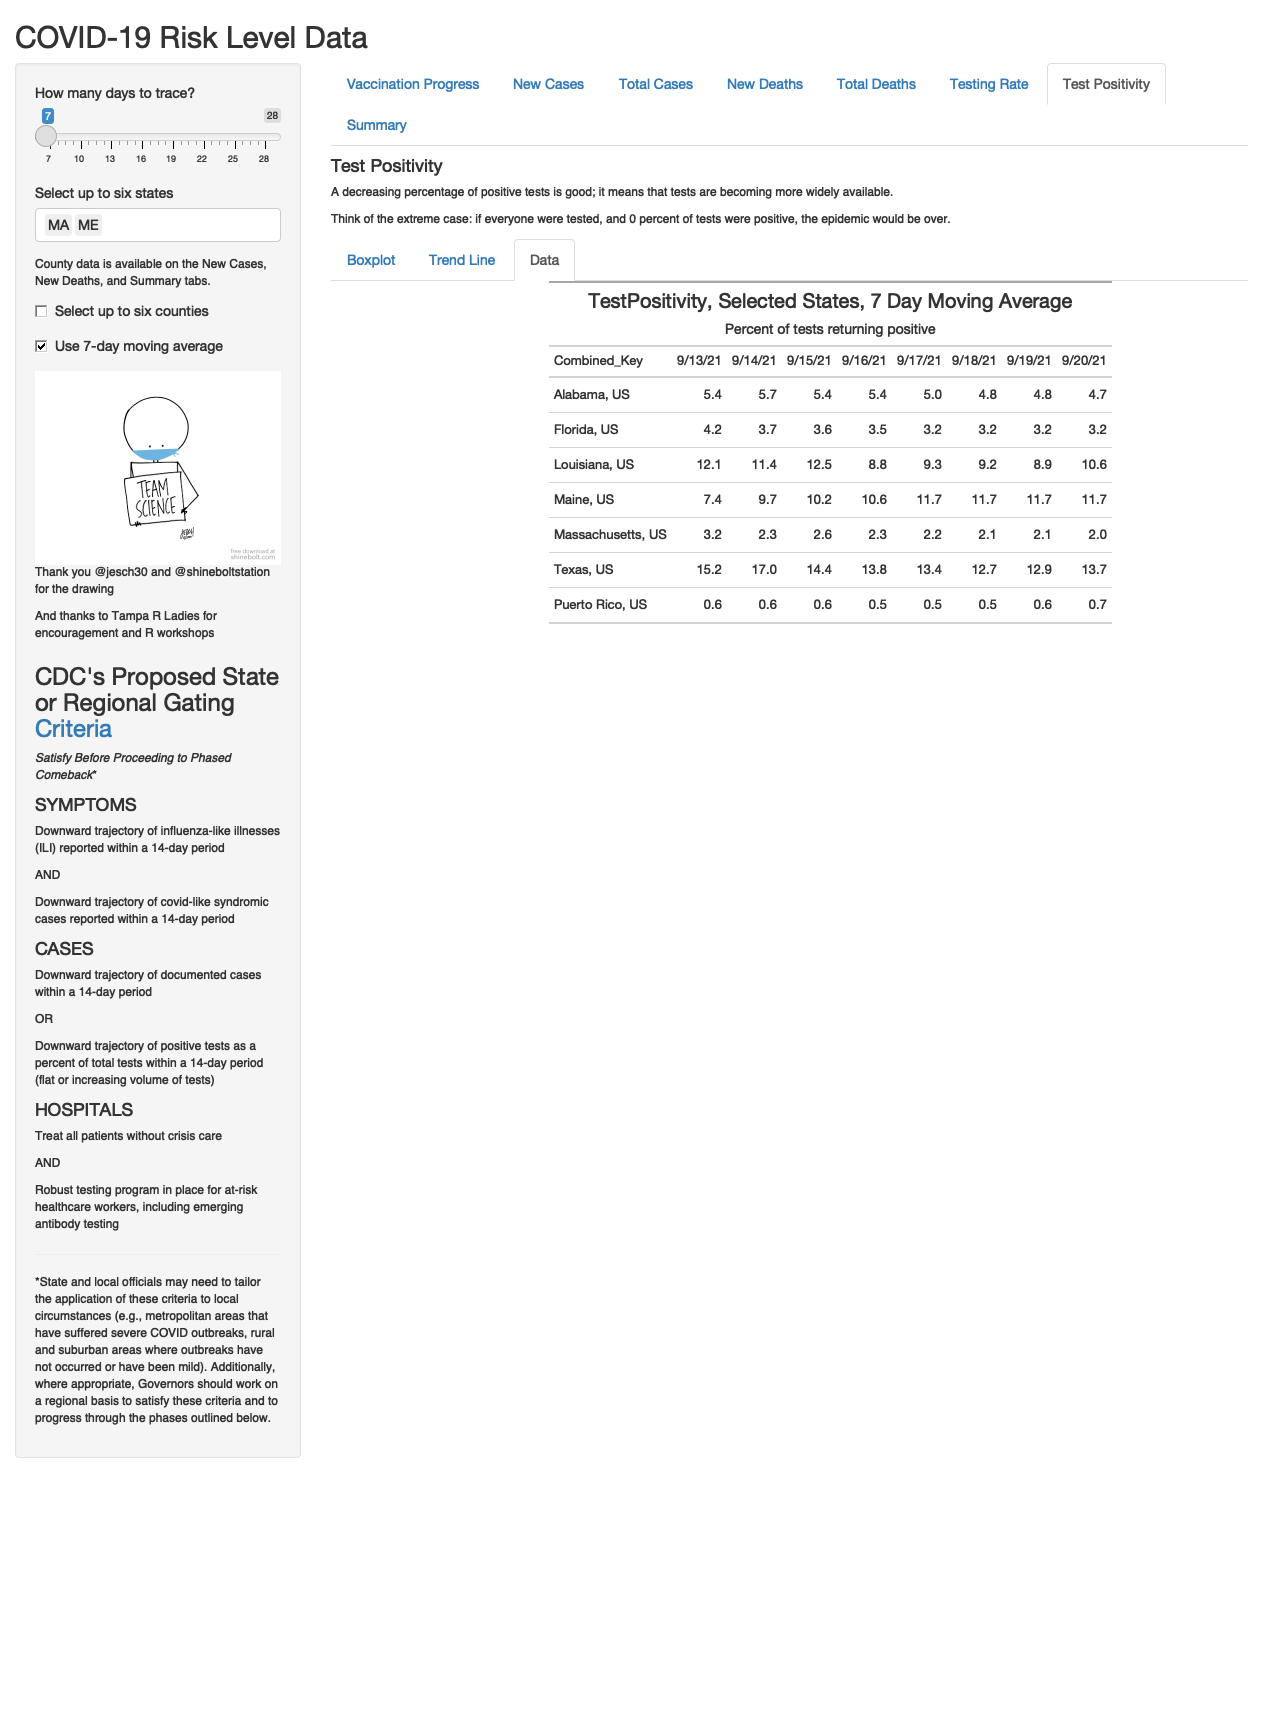 COVID-19 Risk Level Data
How many days to trace?
7 28
7 10 13 16 19 22 25 28
Select up to six states
MA ME
County data is available on the New Cases,
New Deaths, and Summary tabs.
Select up to six counties
Use 7-day moving average
TEAM
SCIENCE
free download at
shinebolt.com
Thank you @jesch30 and @shineboltstation
for the drawing
And thanks to Tampa R Ladies for
encouragement and R workshops
CDC's Proposed State
or Regional Gating
Criteria
Satisfy Before Proceeding to Phased
Comeback*
SYMPTOMS
Downward trajectory of influenza-like illnesses
(ILI) reported within a 14-day period
AND
Downward trajectory of covid-like syndromic
cases reported within a 14-day period
CASES
Downward trajectory of documented cases
within a 14-day period
OR
Downward trajectory of positive tests as a
percent of total tests within a 14-day period
(flat or increasing volume of tests)
HOSPITALS
Treat all patients without crisis care
AND
Robust testing program in place for at-risk
healthcare workers, including emerging
antibody testing
*State and local officials may need to tailor
the application of these criteria to local
circumstances (e.g., metropolitan areas that
have suffered severe COVID outbreaks, rural
and suburban areas where outbreaks have
not occurred or have been mild). Additionally,
where appropriate, Governors should work on
a regional basis to satisfy these criteria and to
progress through the phases outlined below.
Vaccination Progress New Cases Total Cases New Deaths Total Deaths Testing Rate Test Positivity
Summary
Test Positivity
A decreasing percentage of positive tests is good; it means that tests are becoming more widely available.
Think of the extreme case: if everyone were tested, and 0 percent of tests were positive, the epidemic would be over.
Boxplot Trend Line Data
TestPositivity, Selected States, 7 Day Moving Average
Percent of tests returning positive
Combined_Key 9/13/21 9/14/21 9/15/21 9/16/21 9/17/21 9/18/21 9/19/21 9/20/21
Alabama, US 5.4 5.7 5.4 5.4 5.0 4.8 4.8 4.7
Florida, US 4.2 3.7 3.6 3.5 3.2 3.2 3.2 3.2
Louisiana, US 12.1 11.4 12.5 8.8 9.3 9.2 8.9 10.6
Maine, US 7.4 9.7 10.2 10.6 11.7 11.7 11.7 11.7
Massachusetts, US 3.2 2.3 2.6 2.3 2.2 2.1 2.1 2.0
Texas, US 15.2 17.0 14.4 13.8 13.4 12.7 12.9 13.7
Puerto Rico, US 0.6 0.6 0.6 0.5 0.5 0.5 0.6 0.7